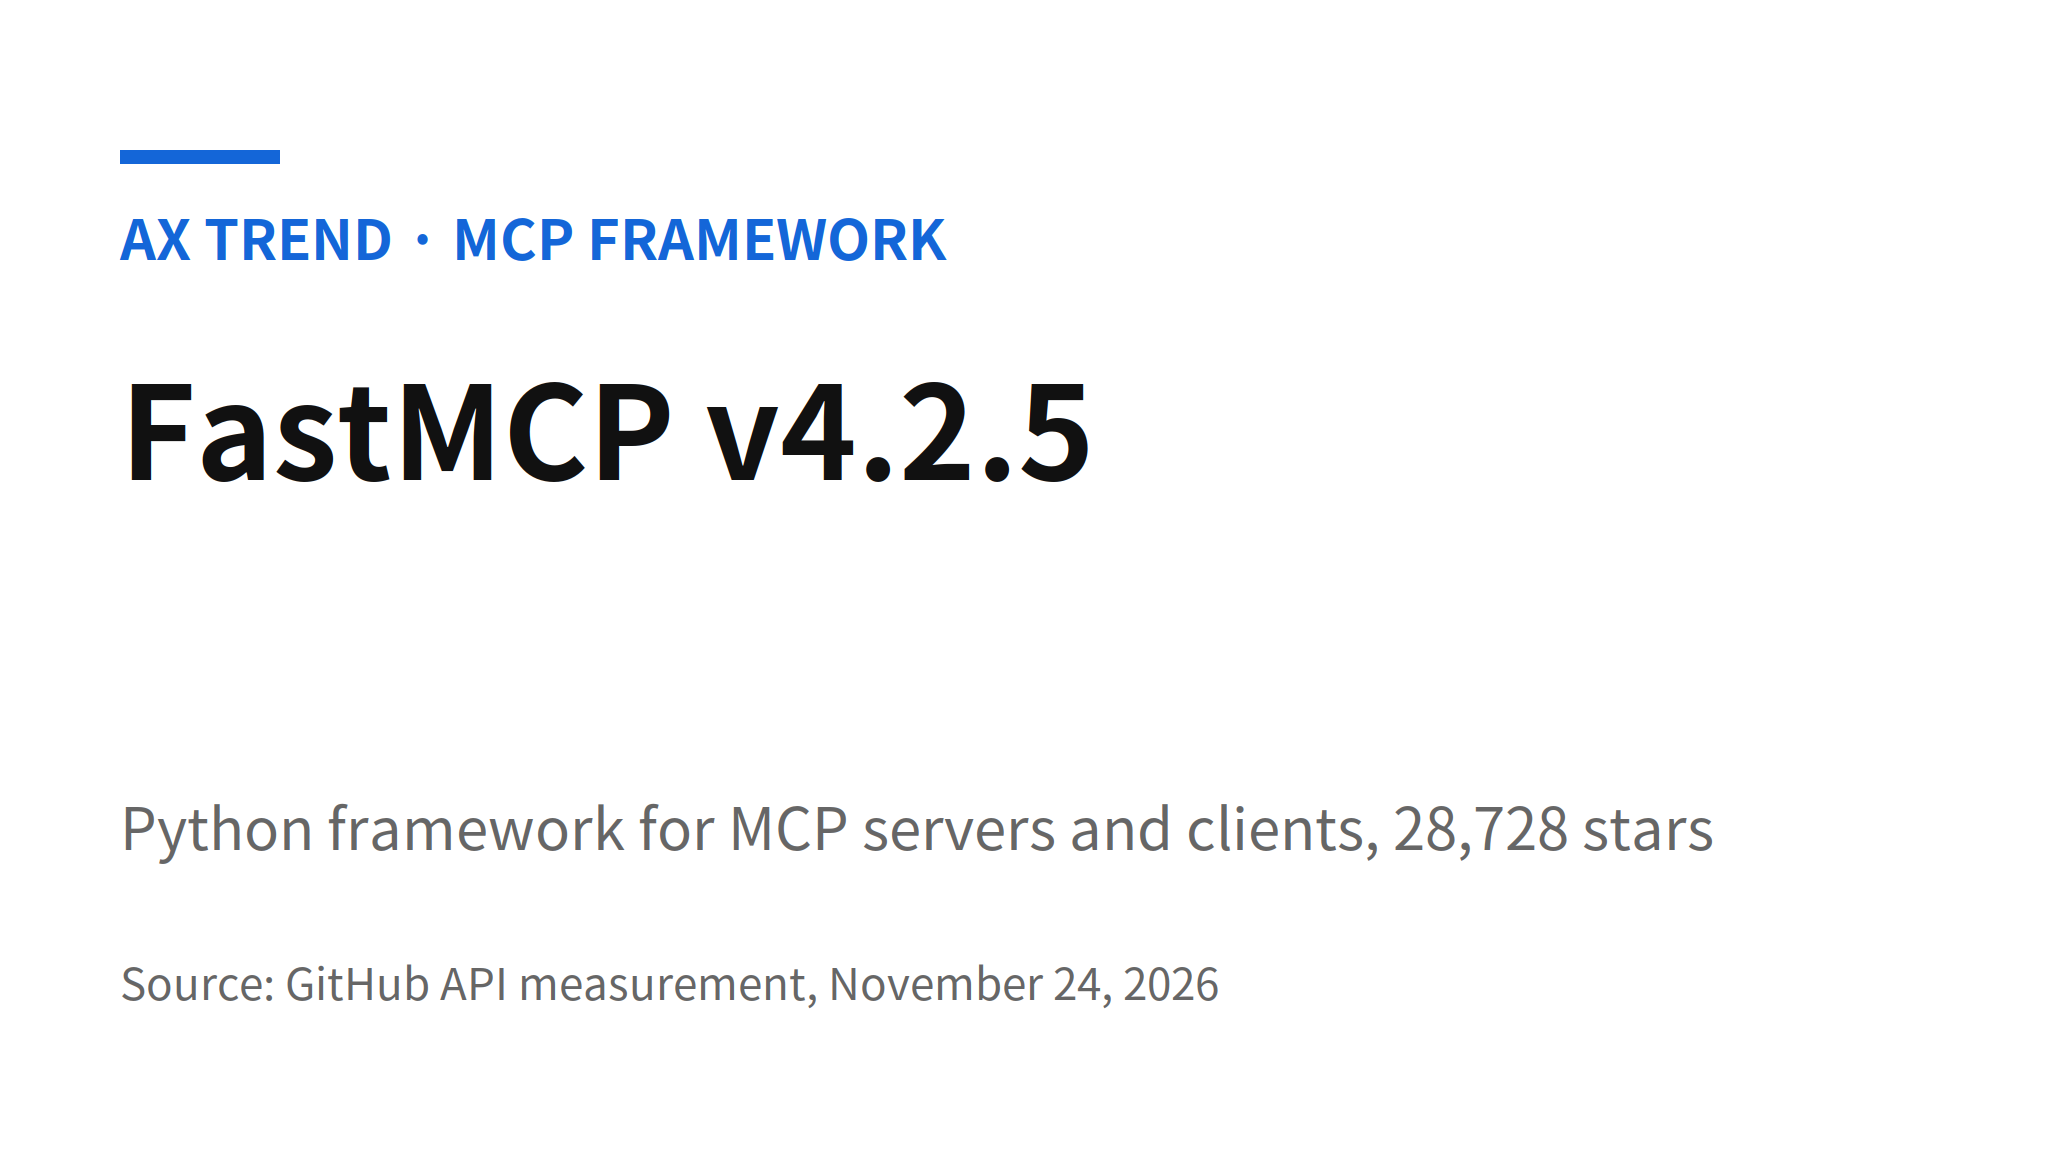 AX TREND · MCP FRAMEWORK
FastMCP v4.2.5
Python framework for MCP servers and clients, 28,728 stars
Source: GitHub API measurement, November 24, 2026